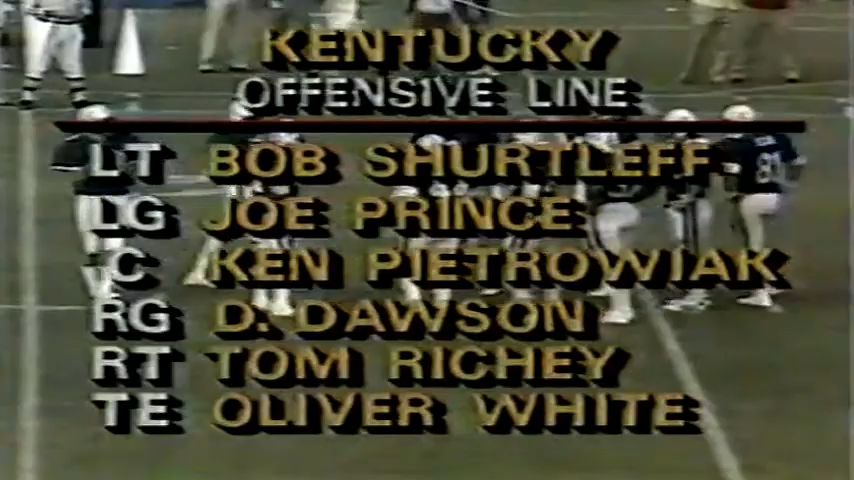 KENTUCKY
OFFENSIVE LINE
LT BOB SHURTLEFF
LG JOE PRINCE
C KEN PIETROWIAK
RG D. DAWSON
RT TOM RICHEY
TE OLIVER WHITE
81